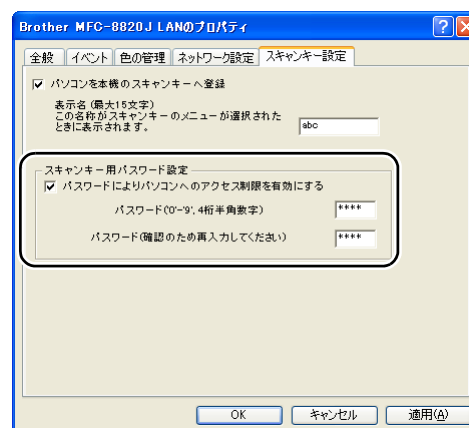 Brother MFC-8820J LANのプロパティ
全般 イベント 色の管理 ネットワーク設定 スキャンキー設定
パソコンを本機のスキャンキーへ登録
表示名(最大15文字)
この名称がスキャンキーのメニューが選択された
ときに表示されます。
abc
スキャンキー用パスワード設定
パスワードによりパソコンへのアクセス制限を有効にする
パスワード('0'-'9', 4桁半角数字) ****
パスワード(確認のため再入力してください) ****
OK キャンセル 適用(A)